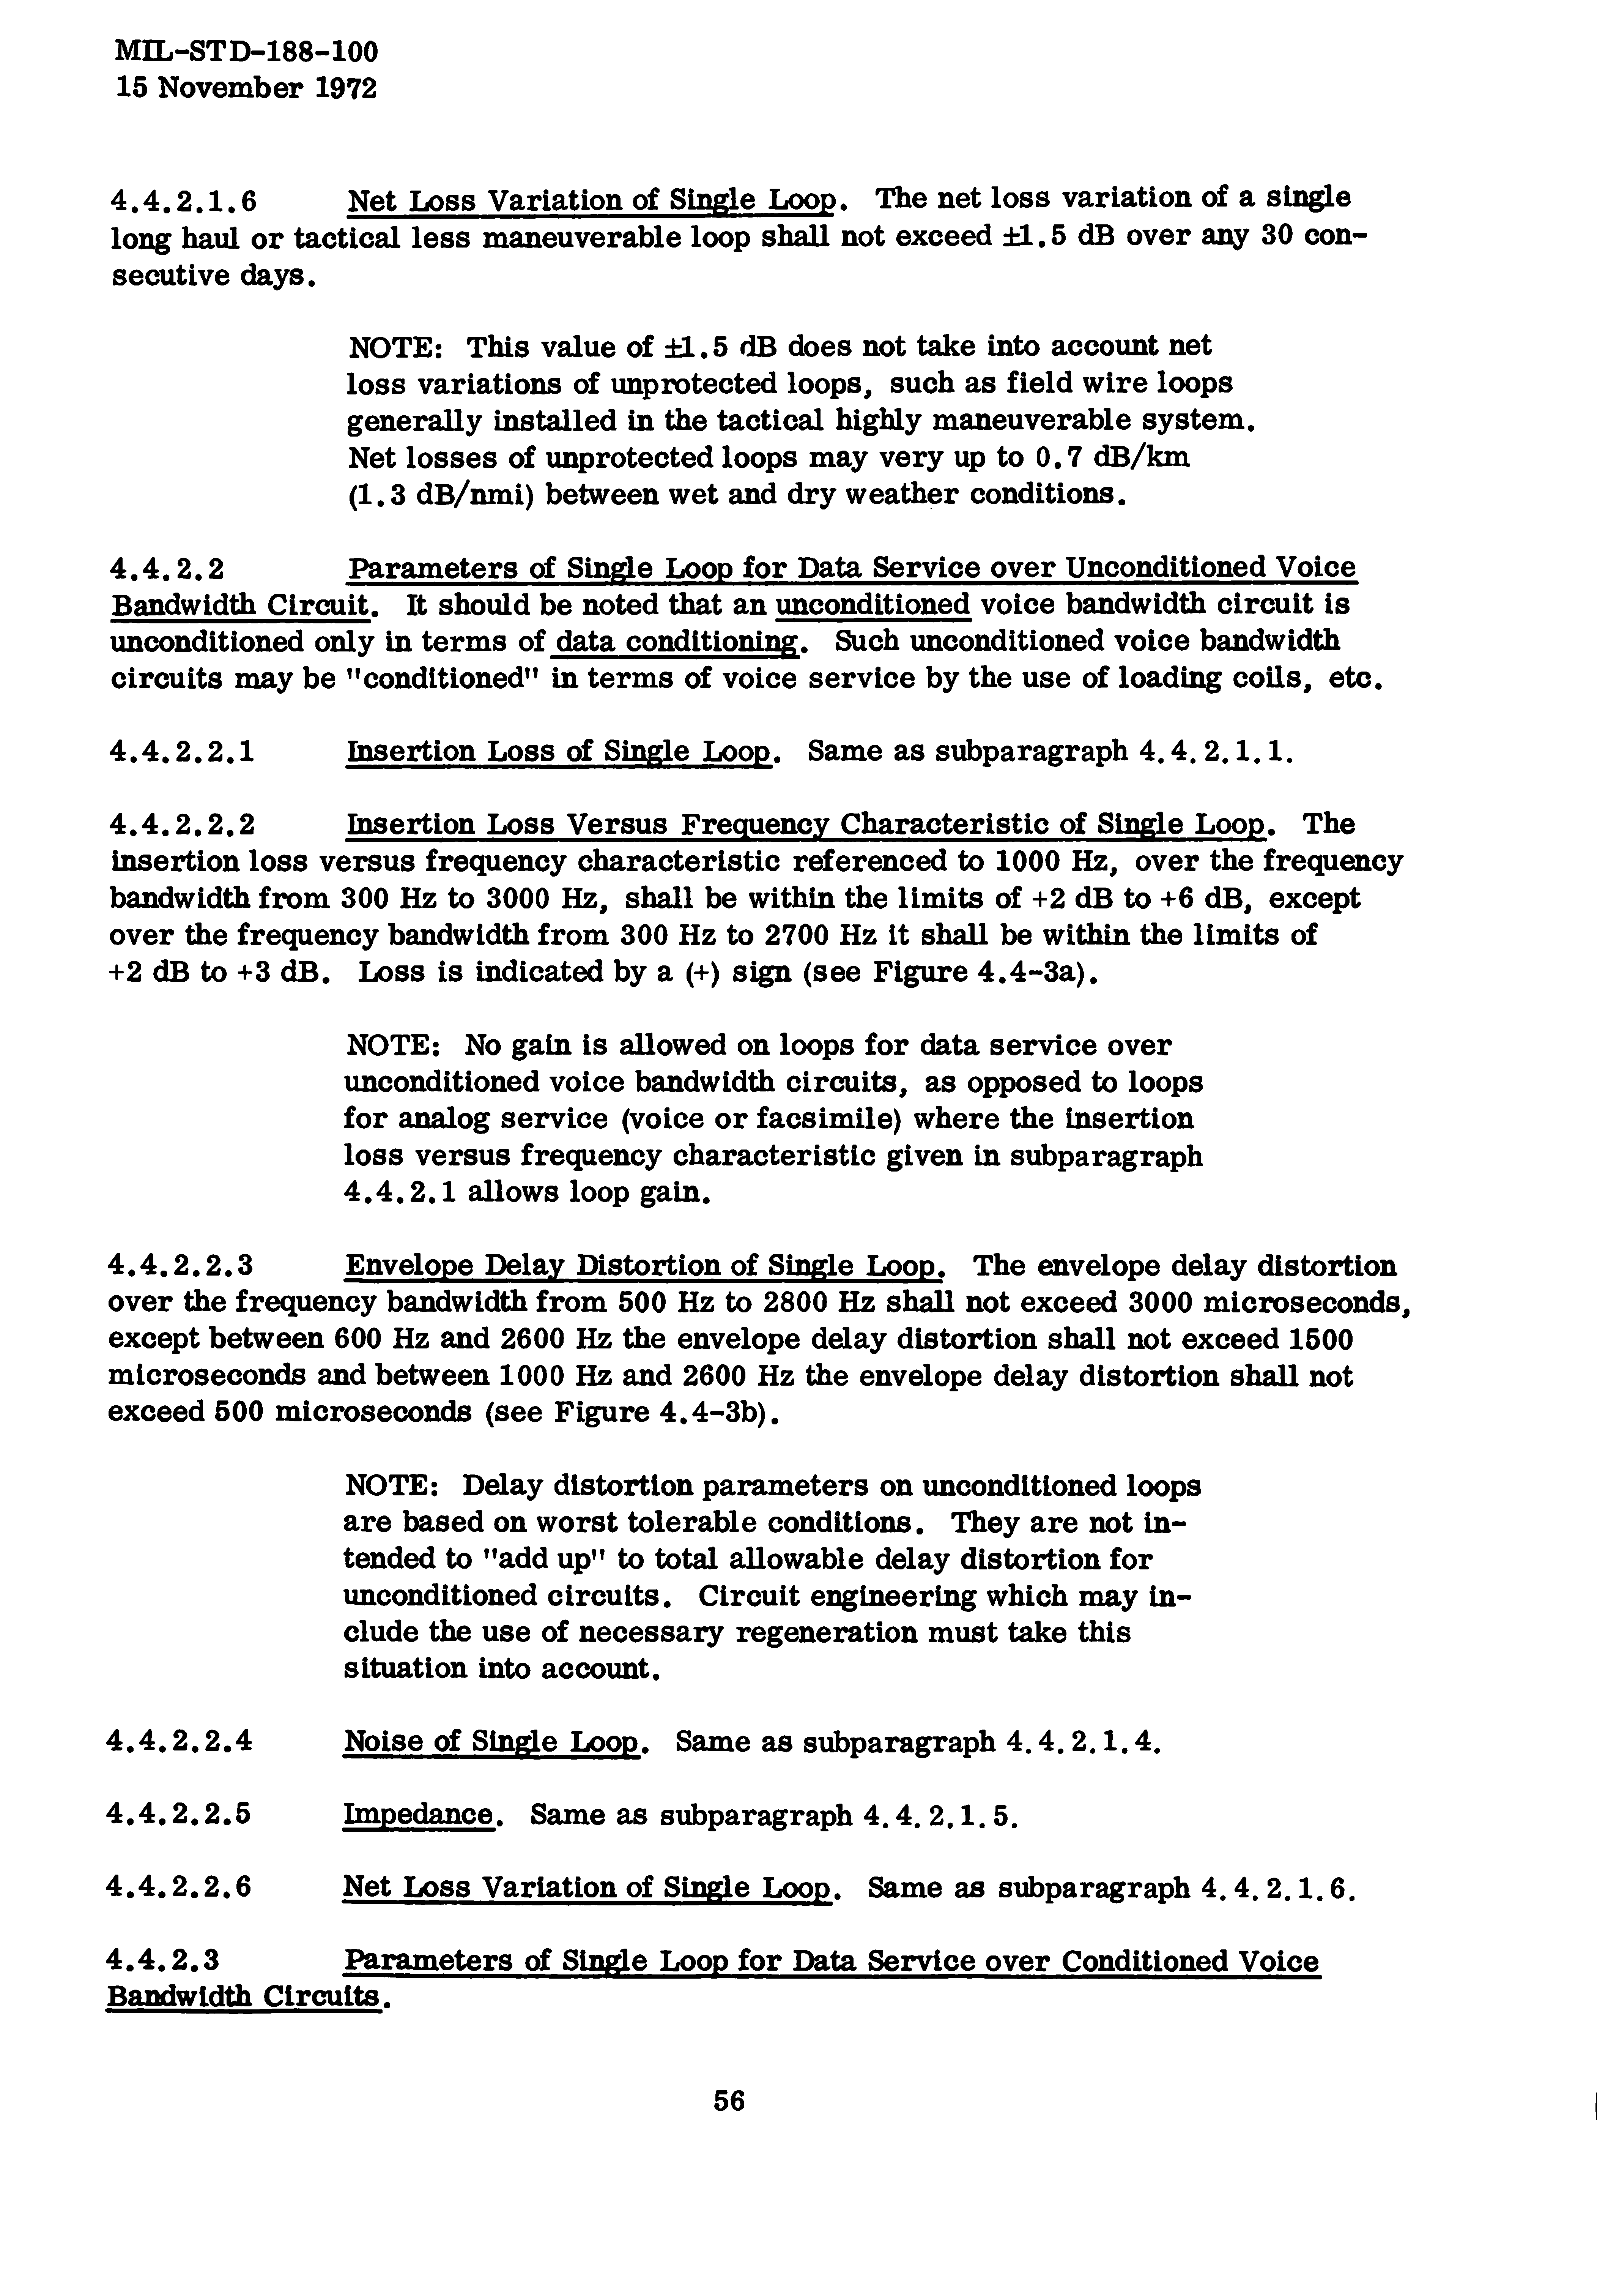 MIL-STD-188-100
15 November 1972
4.4.2.1.6 Net Loss Variation of Single Loop. The net loss variation of a single
long haul or tactical less maneuverable loop shall not exceed ±1.5 dB over any 30 con-
secutive days.
NOTE: This value of ±1.5 dB does not take into account net
loss variations of unprotected loops, such as field wire loops
generally installed in the tactical highly maneuverable system.
Net losses of unprotected loops may very up to 0.7 dB/km
(1.3 dB/nmi) between wet and dry weather conditions.
4.4.2.2 Parameters of Single Loop for Data Service over Unconditioned Voice
Bandwidth Circuit. It should be noted that an unconditioned voice bandwidth circuit is
unconditioned only in terms of data conditioning. Such unconditioned voice bandwidth
circuits may be "conditioned" in terms of voice service by the use of loading coils, etc.
4.4.2.2.1 Insertion Loss of Single Loop. Same as subparagraph 4.4.2.1.1.
4.4.2.2.2 Insertion Loss Versus Frequency Characteristic of Single Loop. The
insertion loss versus frequency characteristic referenced to 1000 Hz, over the frequency
bandwidth from 300 Hz to 3000 Hz, shall be within the limits of +2 dB to +6 dB, except
over the frequency bandwidth from 300 Hz to 2700 Hz it shall be within the limits of
+2 dB to +3 dB. Loss is indicated by a (+) sign (see Figure 4.4-3a).
NOTE: No gain is allowed on loops for data service over
unconditioned voice bandwidth circuits, as opposed to loops
for analog service (voice or facsimile) where the insertion
loss versus frequency characteristic given in subparagraph
4.4.2.1 allows loop gain.
4.4.2.2.3 Envelope Delay Distortion of Single Loop. The envelope delay distortion
over the frequency bandwidth from 500 Hz to 2800 Hz shall not exceed 3000 microseconds,
except between 600 Hz and 2600 Hz the envelope delay distortion shall not exceed 1500
microseconds and between 1000 Hz and 2600 Hz the envelope delay distortion shall not
exceed 500 microseconds (see Figure 4.4-3b).
NOTE: Delay distortion parameters on unconditioned loops
are based on worst tolerable conditions. They are not in-
tended to "add up" to total allowable delay distortion for
unconditioned circuits. Circuit engineering which may in-
clude the use of necessary regeneration must take this
situation into account.
4.4.2.2.4 Noise of Single Loop. Same as subparagraph 4.4.2.1.4.
4.4.2.2.5 Impedance. Same as subparagraph 4.4.2.1.5.
4.4.2.2.6 Net Loss Variation of Single Loop. Same as subparagraph 4.4.2.1.6.
4.4.2.3 Parameters of Single Loop for Data Service over Conditioned Voice
Bandwidth Circuits.
56